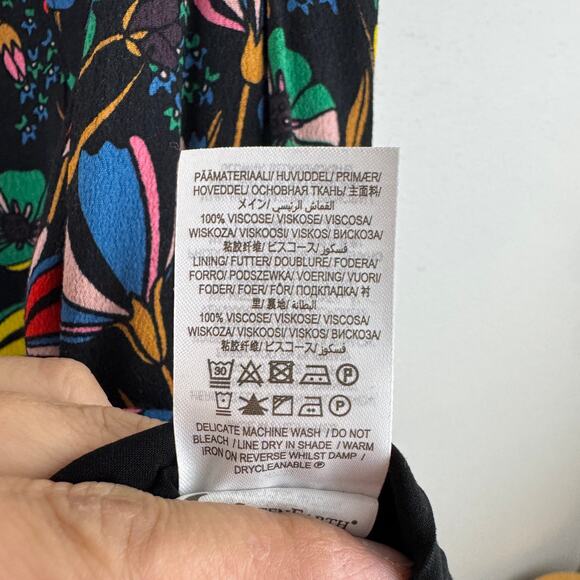 PÄÄMATERIAALI/ HUVUDDEL/ PRIMÆR/
HOVEDDEL/ ОСНОВНАЯ ТКАНЬ/ 主面料/
メイン/ القماش الرئيسي/
100% VISCOSE/ VISKOSE/ VISCOSA/
WISKOZA/ VISKOOSI/ VISKOS/ ВИСКОЗА/
粘胶纤维/ ビスコース/ فسكوز/
LINING/ FUTTER/ DOUBLURE/ FODERA/
FORRO/ PODSZEWKA/ VOERING/ VUORI/
FODER/ FOER/ FÔR/ ПОДКЛАДКА/ 衬
里/ 裏地/ البطانة/
100% VISCOSE/ VISKOSE/ VISCOSA/
WISKOZA/ VISKOOSI/ VISKOS/ ВИСКОЗА/
粘胶纤维/ ビスコース/ فسكوز/
30 P
P
DELICATE MACHINE WASH / DO NOT
BLEACH / LINE DRY IN SHADE / WARM
IRON ON REVERSE WHILST DAMP /
DRYCLEANABLE Ⓟ